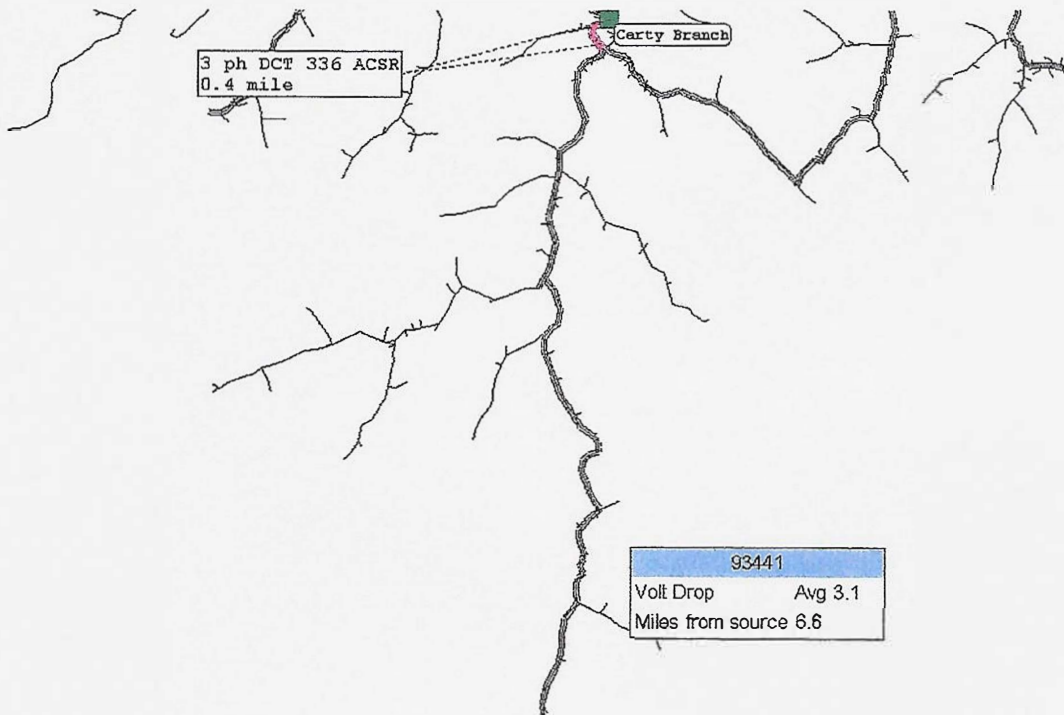 Carty Branch
3 ph DCT 336 ACSR
0.4 mile
93441
Volt Drop Avg 3.1
Miles from source 6.6